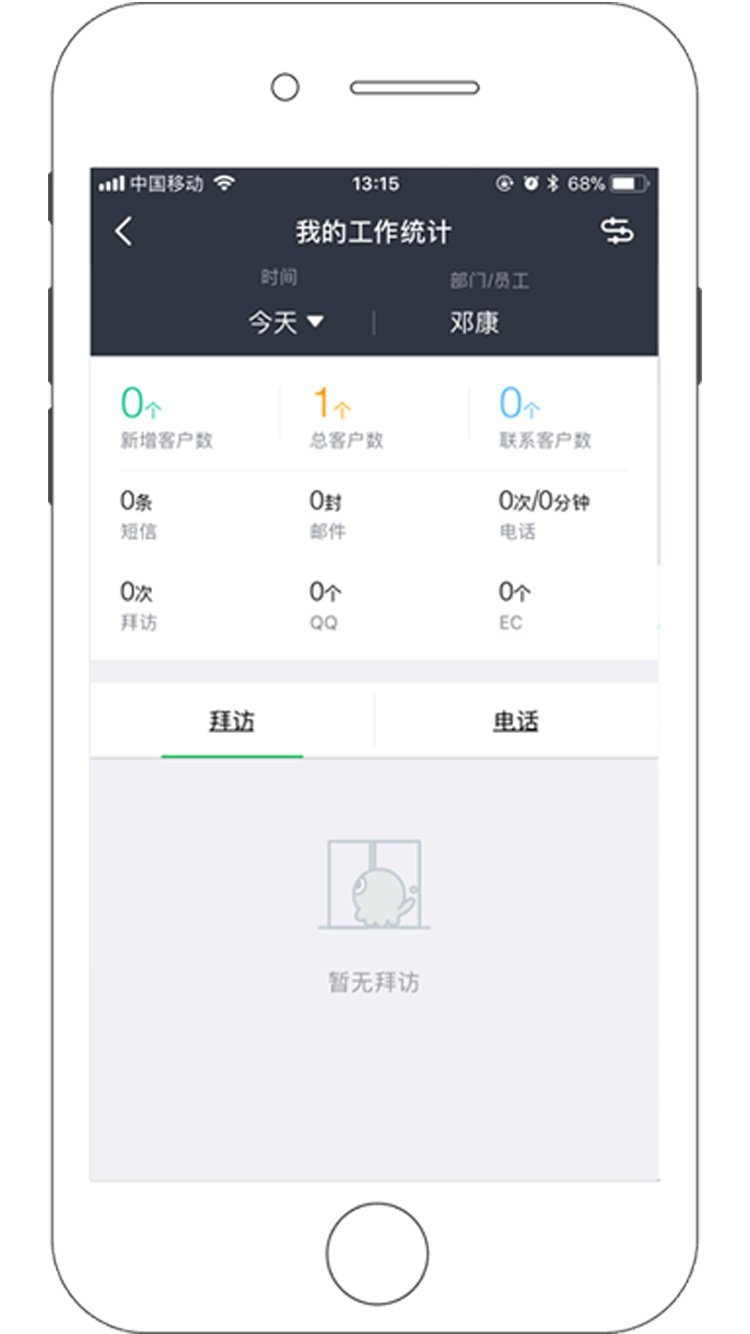 中国移动 13:15 68%
我的工作统计
时间 部门/员工
今天 邓康
0个 1个 0个
新增客户数 总客户数 联系客户数
0条 0封 0次/0分钟
短信 邮件 电话
0次 0个 0个
拜访 QQ EC
拜访 电话
暂无拜访